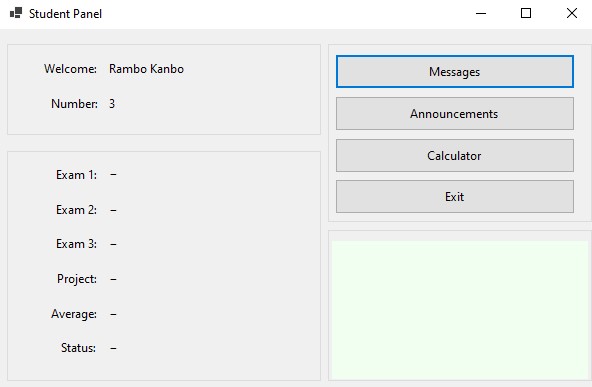 Student Panel
Welcome: Rambo Kanbo
Number: 3
Exam 1: –
Exam 2: –
Exam 3: –
Project: –
Average: –
Status: –
Messages
Announcements
Calculator
Exit